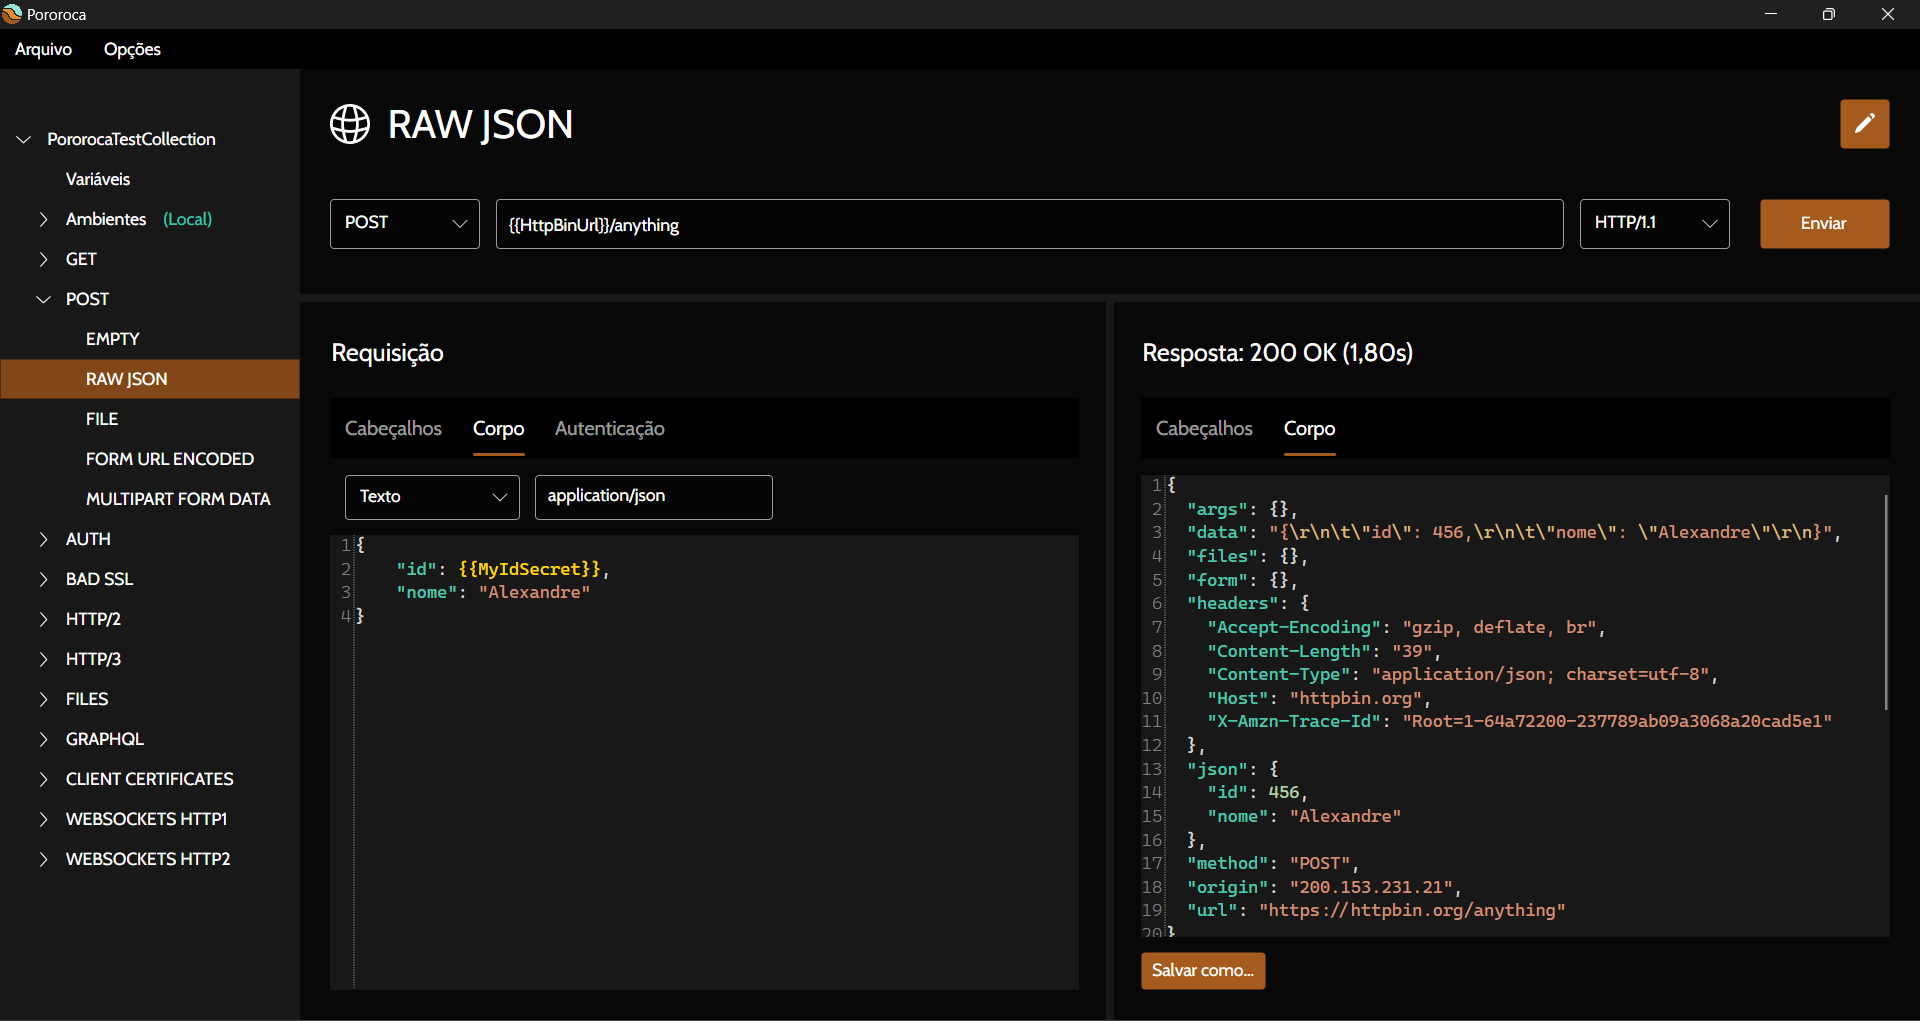 Pororoca
Arquivo Opções
PororocaTestCollection
Variáveis
Ambientes (Local)
GET
POST
EMPTY
RAW JSON
FILE
FORM URL ENCODED
MULTIPART FORM DATA
AUTH
BAD SSL
HTTP/2
HTTP/3
FILES
GRAPHQL
CLIENT CERTIFICATES
WEBSOCKETS HTTP1
WEBSOCKETS HTTP2
RAW JSON
POST {{HttpBinUrl}}/anything HTTP/1.1 Enviar
Requisição
Cabeçalhos Corpo Autenticação
Texto application/json
1 {
2 "id": {{MyIdSecret}},
3 "nome": "Alexandre"
4 }
Resposta: 200 OK (1,80s)
Cabeçalhos Corpo
1 {
2 "args": {},
3 "data": "{\r\n\t\"id\": 456,\r\n\t\"nome\": \"Alexandre\"\r\n}",
4 "files": {},
5 "form": {},
6 "headers": {
7 "Accept-Encoding": "gzip, deflate, br",
8 "Content-Length": "39",
9 "Content-Type": "application/json; charset=utf-8",
10 "Host": "httpbin.org",
11 "X-Amzn-Trace-Id": "Root=1-64a72200-237789ab09a3068a20cad5e1"
12 },
13 "json": {
14 "id": 456,
15 "nome": "Alexandre"
16 },
17 "method": "POST",
18 "origin": "200.153.231.21",
19 "url": "https://httpbin.org/anything"
20 }
Salvar como...